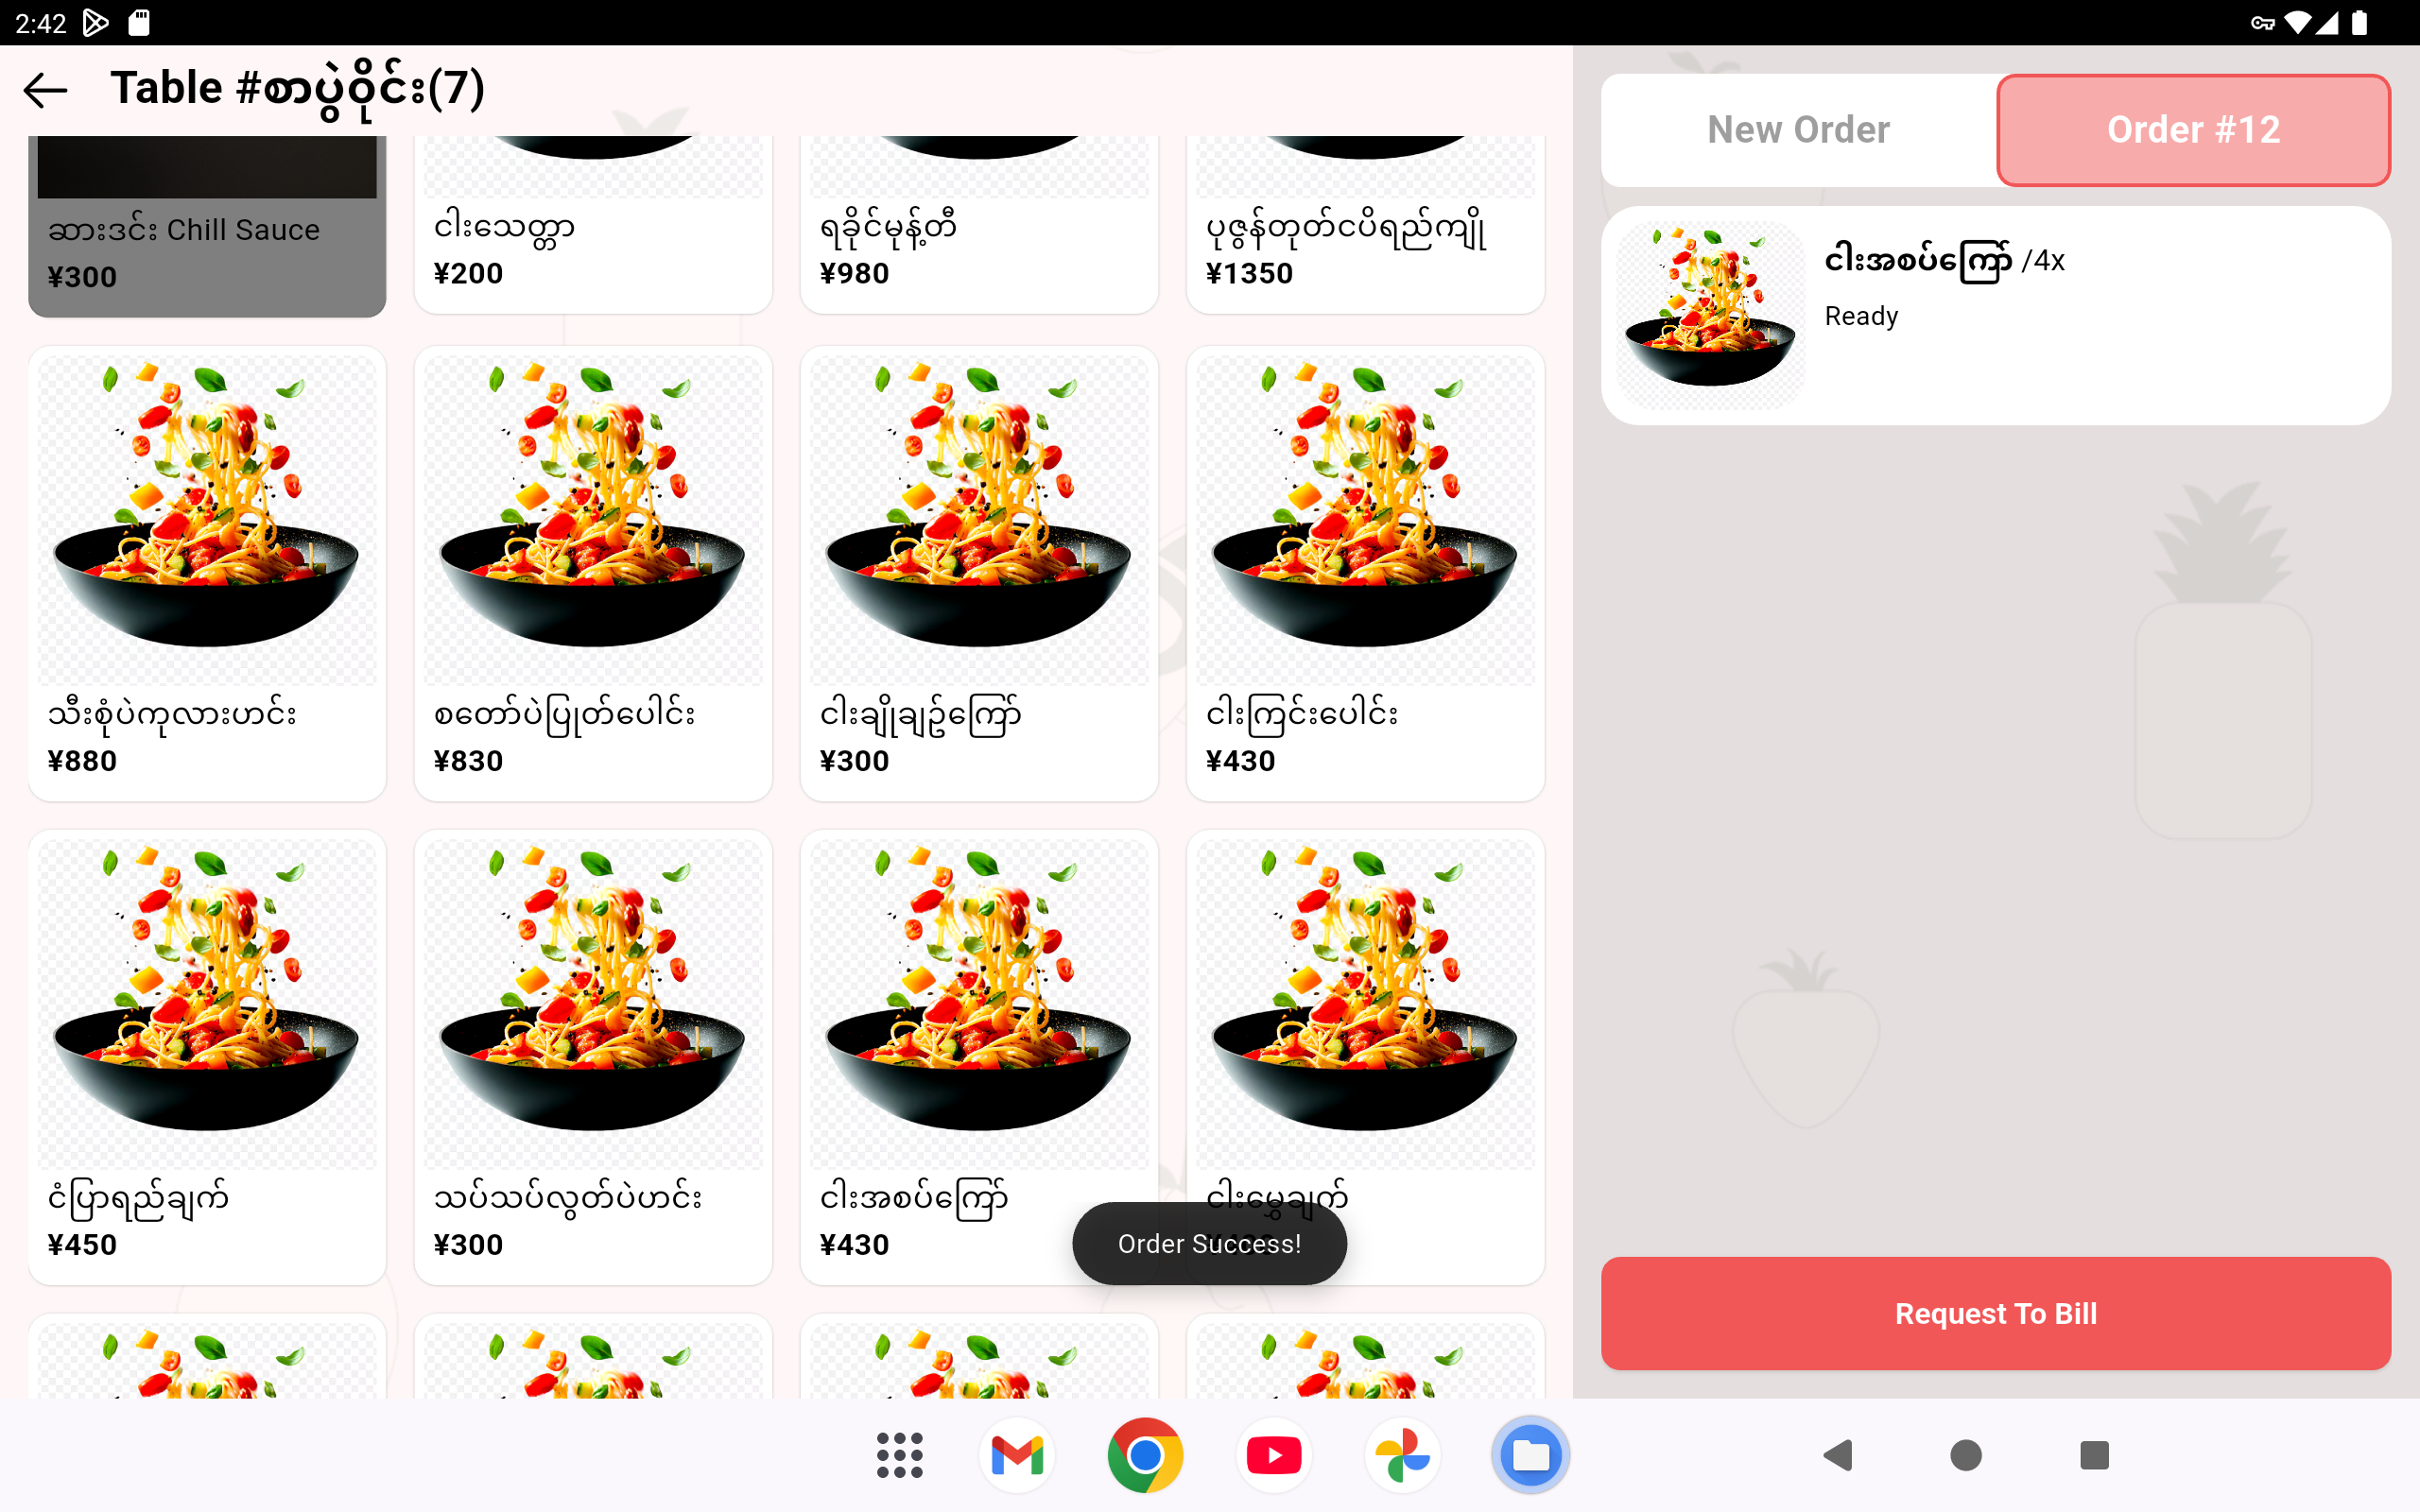 2:42
Table #စာပွဲဝိုင်း(7)
ဆားဒင်း Chill Sauce
¥300
ငါးသေတ္တာ
¥200
ရခိုင်မုန့်တီ
¥980
ပုဇွန်တုတ်ငပိရည်ကျို
¥1350
သီးစုံပဲကုလားဟင်း
¥880
စတော်ပဲပြုတ်ပေါင်း
¥830
ငါးချိုချဉ်ကြော်
¥300
ငါးကြင်းပေါင်း
¥430
ငံပြာရည်ချက်
¥450
သပ်သပ်လွတ်ပဲဟင်း
¥300
ငါးအစပ်ကြော်
¥430
ငါးမွှေချက်
Order Success!
New Order
Order #12
ငါးအစပ်ကြော် /4x
Ready
Request To Bill